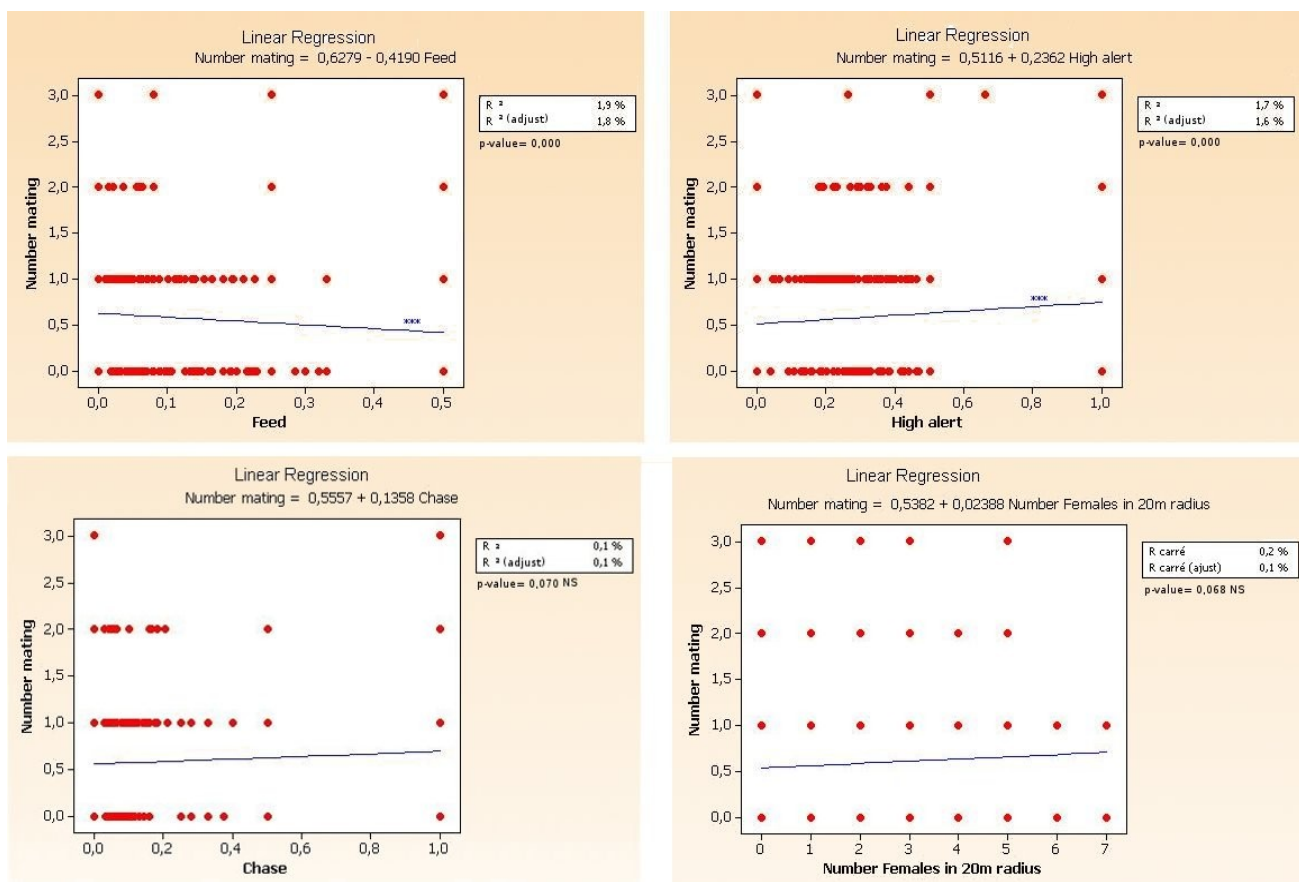 Linear Regression
Number mating = 0,6279 - 0,4190 Feed
R ² 1,9 %
R ² (adjust) 1,8 %
p-value= 0,000
Number mating
3,0
2,5
2,0
1,5
1,0
0,5
0,0
***
0,0 0,1 0,2 0,3 0,4 0,5
Feed
Linear Regression
Number mating = 0,5116 + 0,2362 High alert
R ² 1,7 %
R ² (adjust) 1,6 %
p-value= 0,000
Number mating
3,0
2,5
2,0
1,5
1,0
0,5
0,0
***
0,0 0,2 0,4 0,6 0,8 1,0
High alert
Linear Regression
Number mating = 0,5557 + 0,1358 Chase
R ² 0,1 %
R ² (adjust) 0,1 %
p-value= 0,070 NS
Number mating
3,0
2,5
2,0
1,5
1,0
0,5
0,0
0,0 0,2 0,4 0,6 0,8 1,0
Chase
Linear Regression
Number mating = 0,5382 + 0,02388 Number Females in 20m radius
R carré 0,2 %
R carré (ajust) 0,1 %
p-value= 0,068 NS
Number mating
3,0
2,5
2,0
1,5
1,0
0,5
0,0
0 1 2 3 4 5 6 7
Number Females in 20m radius